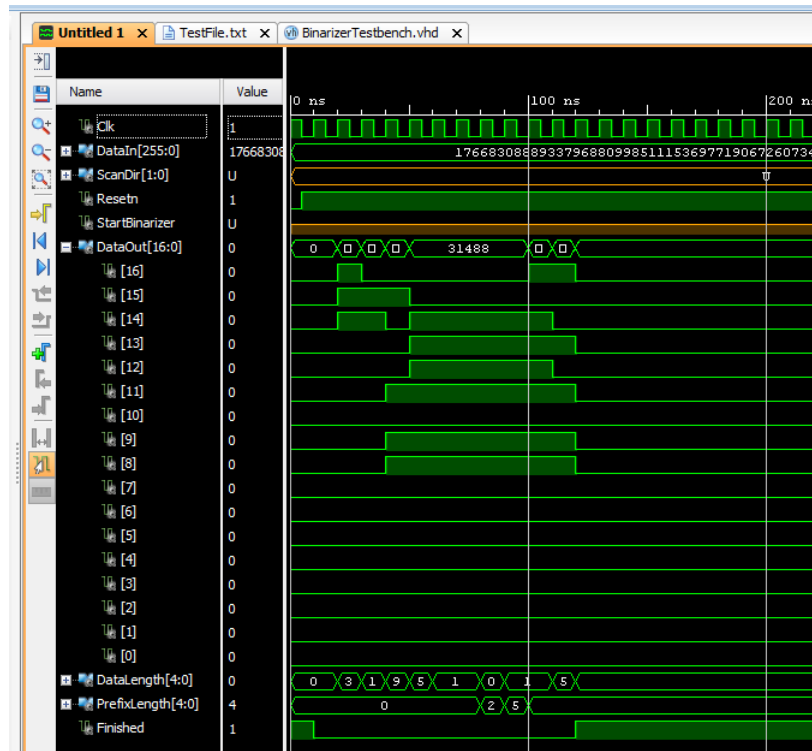 Untitled 1 x TestFile.txt x BinarizerTestbench.vhd x
Name Value
0 ns 100 ns 200 n
Clk 1
DataIn[255:0] 17668308 1766830888933796880998511153697719067260734
ScanDir[1:0] U U
Resetn 1
StartBinarizer U
DataOut[16:0] 0 0 31488
[16] 0
[15] 0
[14] 0
[13] 0
[12] 0
[11] 0
[10] 0
[9] 0
[8] 0
[7] 0
[6] 0
[5] 0
[4] 0
[3] 0
[2] 0
[1] 0
[0] 0
DataLength[4:0] 0 0 3 1 9 5 1 0 1 5
PrefixLength[4:0] 4 0 2 5
Finished 1